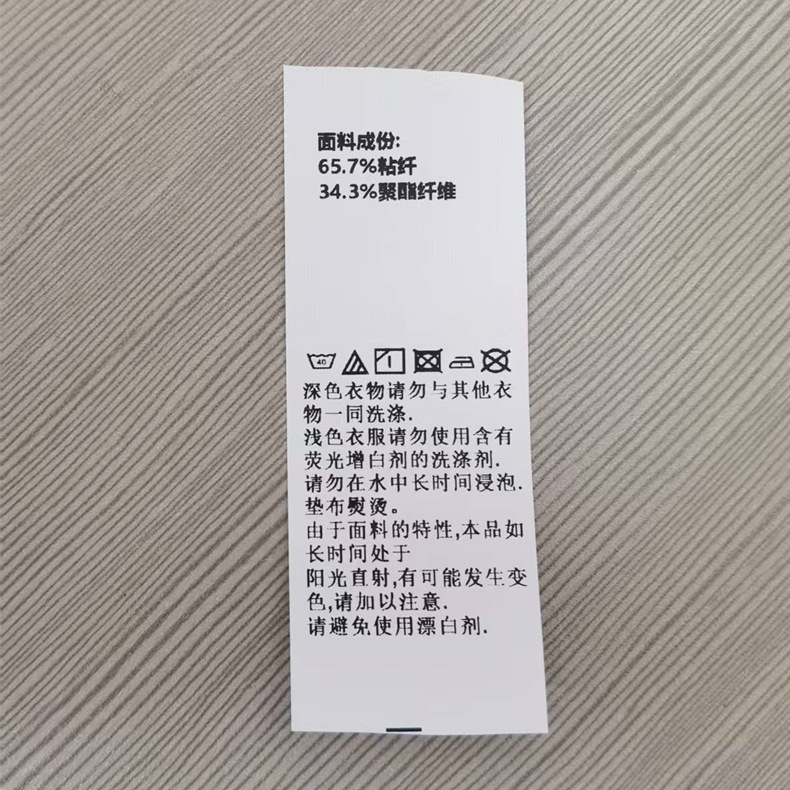 面料成份:
65.7%粘纤
34.3%聚酯纤维
40
深色衣物请勿与其他衣
物一同洗涤.
浅色衣服请勿使用含有
荧光增白剂的洗涤剂.
请勿在水中长时间浸泡.
垫布熨烫。
由于面料的特性,本品如
长时间处于
阳光直射,有可能发生变
色,请加以注意.
请避免使用漂白剂.